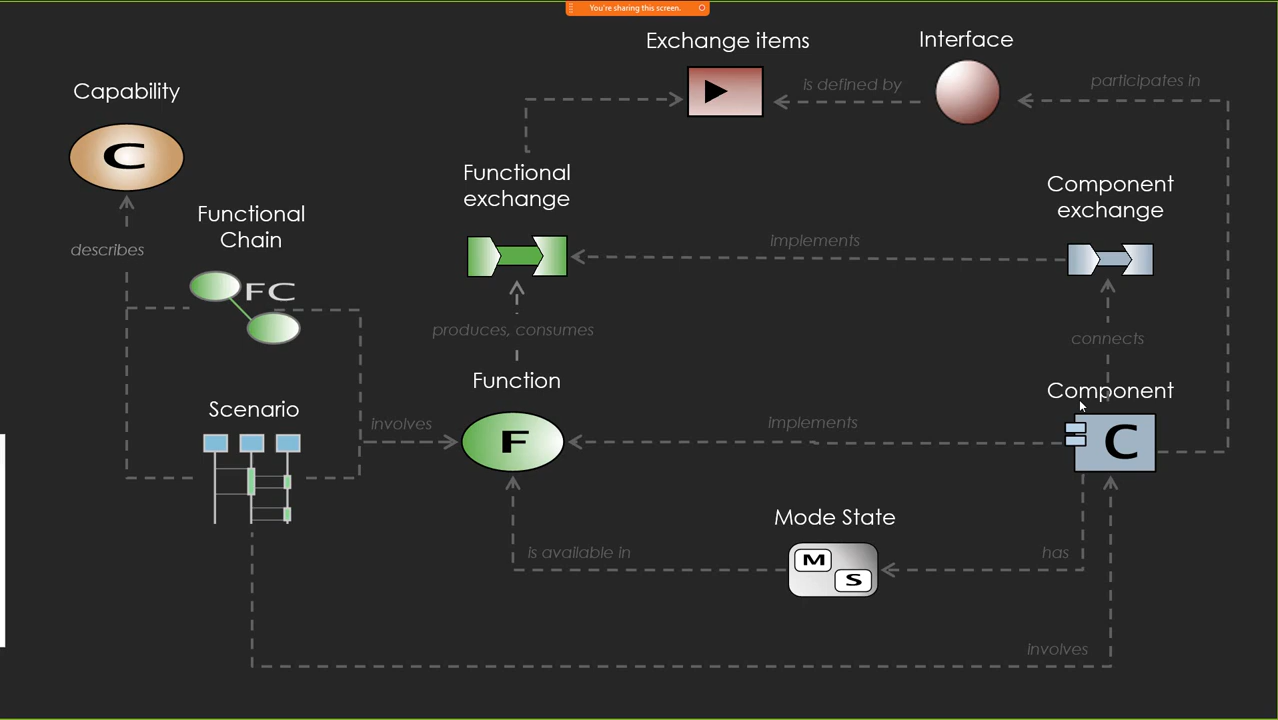 You're sharing this screen.
Exchange items
Interface
is defined by
participates in
Capability
C
Functional
exchange
Component
exchange
Functional
Chain
describes
implements
FC
produces, consumes
connects
Function
Component
Scenario
involves
F
implements
C
Mode State
is available in
M
S
has
involves